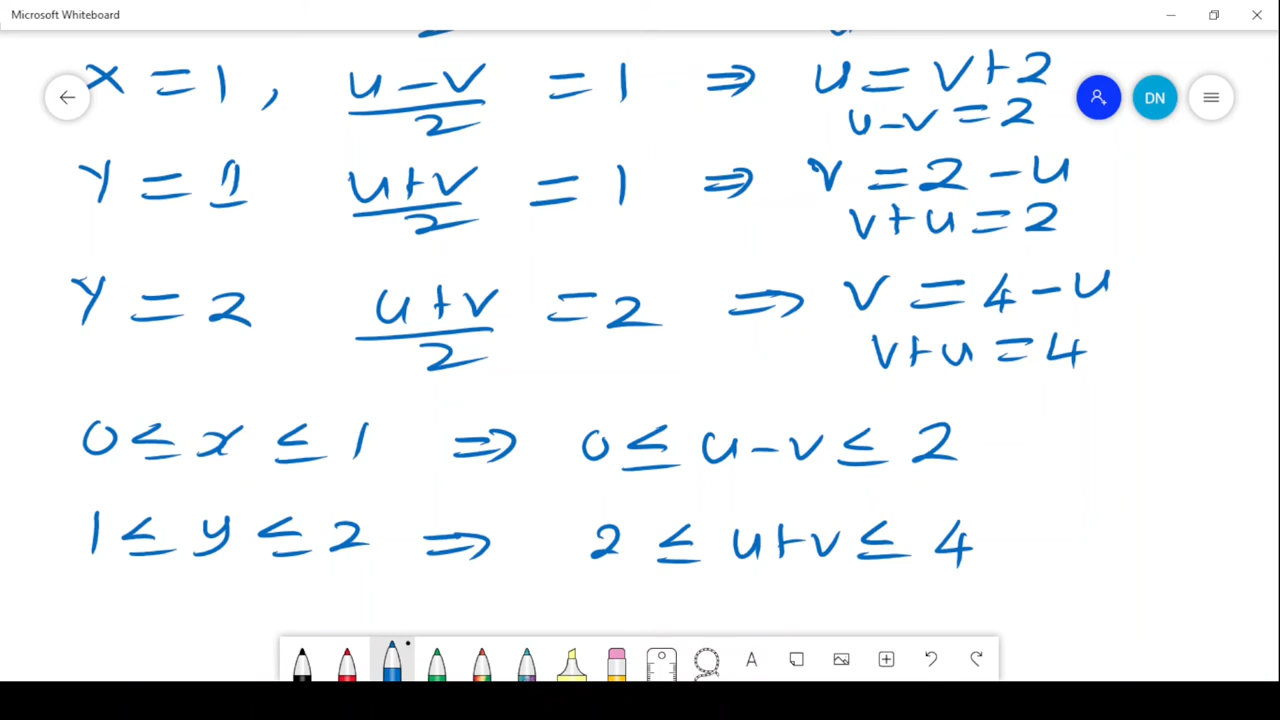 Microsoft Whiteboard
x = 1, (u-v)/2 = 1 ⇒ u = v+2
u-v = 2
DN
y = 1 (u+v)/2 = 1 ⇒ v = 2-u
v+u = 2
y = 2 (u+v)/2 = 2 ⇒ v = 4-u
v+u = 4
0 ≤ x ≤ 1 ⇒ 0 ≤ u-v ≤ 2
1 ≤ y ≤ 2 ⇒ 2 ≤ u+v ≤ 4
A